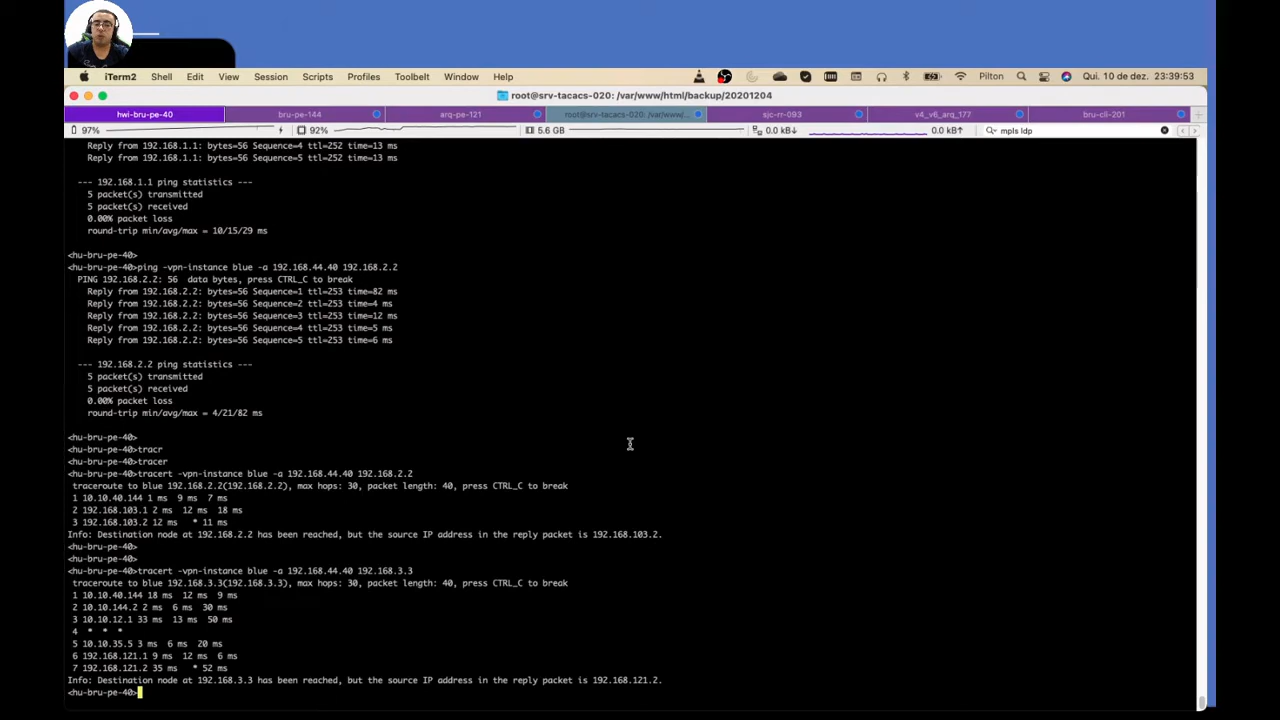 iTerm2 Shell Edit View Session Scripts Profiles Toolbelt Window Help Pilton Qui. 10 de dez. 23:39:53
root@srv-tacacs-020: /var/www/html/backup/20201204
hwi-bru-pe-40 bru-pe-144 arq-pe-121 root@srv-tacacs-020: /var/www/... sjc-rr-093 v4_v6_arq_177 bru-cli-201
97% 92% 5.6 GB 0.0 kB↓ 0.0 kB↑ mpls ldp
Reply from 192.168.1.1: bytes=56 Sequence=4 ttl=252 time=13 ms
Reply from 192.168.1.1: bytes=56 Sequence=5 ttl=252 time=13 ms
--- 192.168.1.1 ping statistics ---
5 packet(s) transmitted
5 packet(s) received
0.00% packet loss
round-trip min/avg/max = 10/15/29 ms
<hu-bru-pe-40>
<hu-bru-pe-40>ping -vpn-instance blue -a 192.168.44.40 192.168.2.2
PING 192.168.2.2: 56 data bytes, press CTRL_C to break
Reply from 192.168.2.2: bytes=56 Sequence=1 ttl=253 time=82 ms
Reply from 192.168.2.2: bytes=56 Sequence=2 ttl=253 time=4 ms
Reply from 192.168.2.2: bytes=56 Sequence=3 ttl=253 time=12 ms
Reply from 192.168.2.2: bytes=56 Sequence=4 ttl=253 time=5 ms
Reply from 192.168.2.2: bytes=56 Sequence=5 ttl=253 time=6 ms
--- 192.168.2.2 ping statistics ---
5 packet(s) transmitted
5 packet(s) received
0.00% packet loss
round-trip min/avg/max = 4/21/82 ms
<hu-bru-pe-40>
<hu-bru-pe-40>tracr
<hu-bru-pe-40>tracer
<hu-bru-pe-40>tracert -vpn-instance blue -a 192.168.44.40 192.168.2.2
traceroute to blue 192.168.2.2(192.168.2.2), max hops: 30, packet length: 40, press CTRL_C to break
1 10.10.40.144 1 ms 9 ms 7 ms
2 192.168.103.1 2 ms 12 ms 18 ms
3 192.168.103.2 12 ms * 11 ms
Info: Destination node at 192.168.2.2 has been reached, but the source IP address in the reply packet is 192.168.103.2.
<hu-bru-pe-40>
<hu-bru-pe-40>
<hu-bru-pe-40>tracert -vpn-instance blue -a 192.168.44.40 192.168.3.3
traceroute to blue 192.168.3.3(192.168.3.3), max hops: 30, packet length: 40, press CTRL_C to break
1 10.10.40.144 18 ms 12 ms 9 ms
2 10.10.144.2 2 ms 6 ms 30 ms
3 10.10.12.1 33 ms 13 ms 50 ms
4 * * *
5 10.10.35.5 3 ms 6 ms 20 ms
6 192.168.121.1 9 ms 12 ms 6 ms
7 192.168.121.2 35 ms * 52 ms
Info: Destination node at 192.168.3.3 has been reached, but the source IP address in the reply packet is 192.168.121.2.
<hu-bru-pe-40>